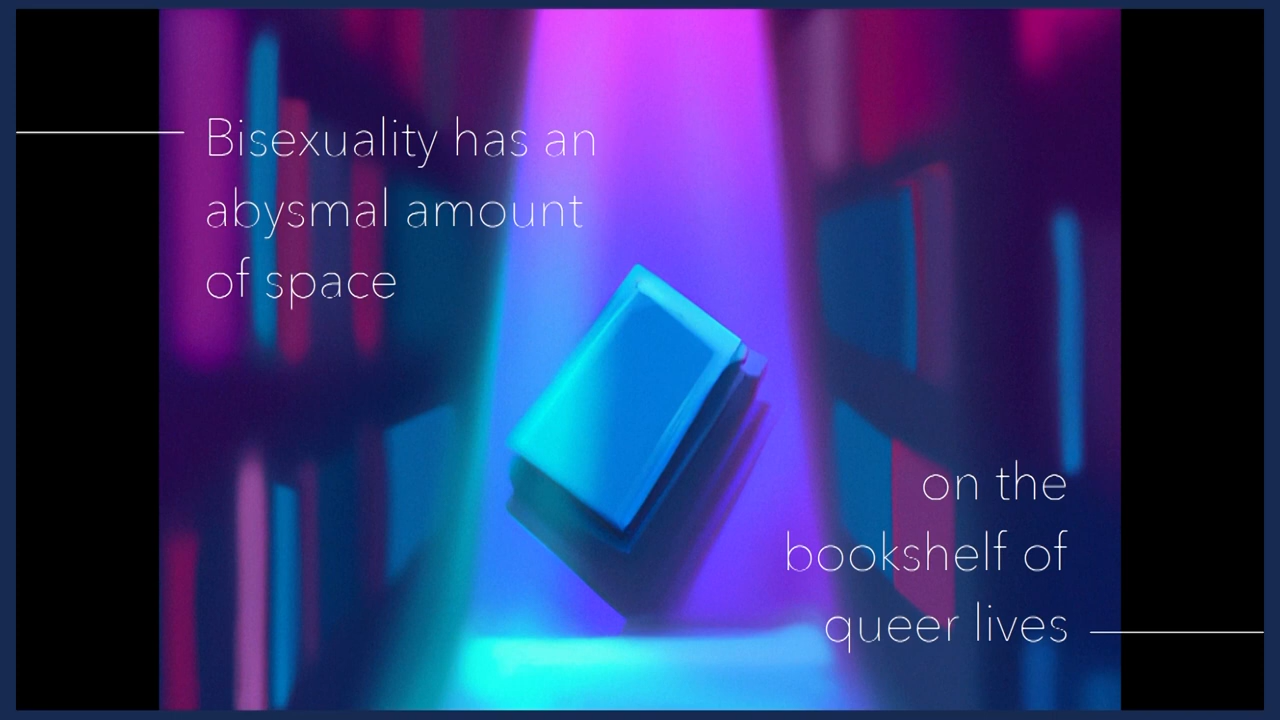 Bisexuality has an
abysmal amount
of space
on the
bookshelf of
queer lives